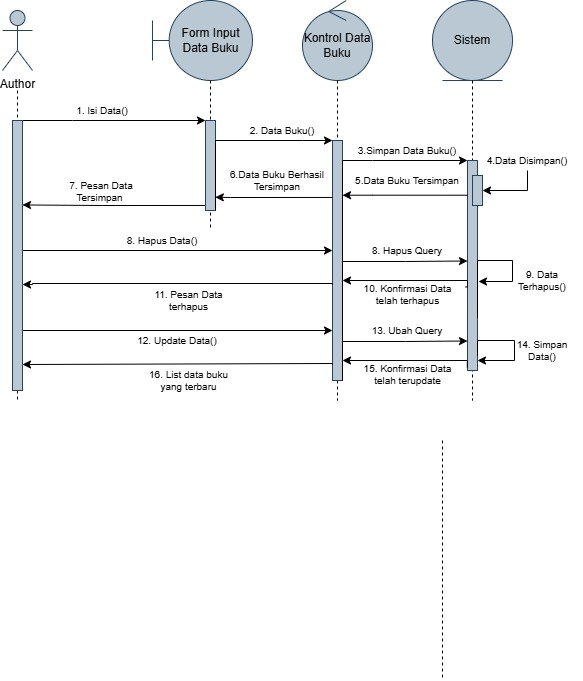 Form Input
Data Buku
Kontrol Data
Buku
Sistem
Author
1. Isi Data()
2. Data Buku()
3.Simpan Data Buku()
4.Data Disimpan()
5.Data Buku Tersimpan
6.Data Buku Berhasil
Tersimpan
7. Pesan Data
Tersimpan
8. Hapus Data()
8. Hapus Query
9. Data
Terhapus()
10. Konfirmasi Data
telah terhapus
11. Pesan Data
terhapus
12. Update Data()
13. Ubah Query
14. Simpan
Data()
15. Konfirmasi Data
telah terupdate
16. List data buku
yang terbaru